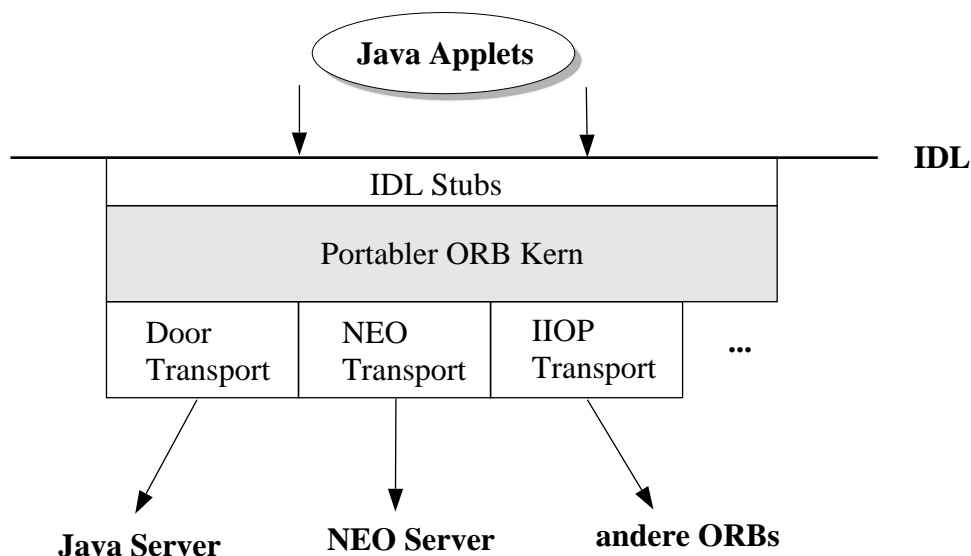 Java Applets
IDL
IDL Stubs
Portabler ORB Kern
Door
Transport
NEO
Transport
IIOP
Transport
...
Java Server
NEO Server
andere ORBs